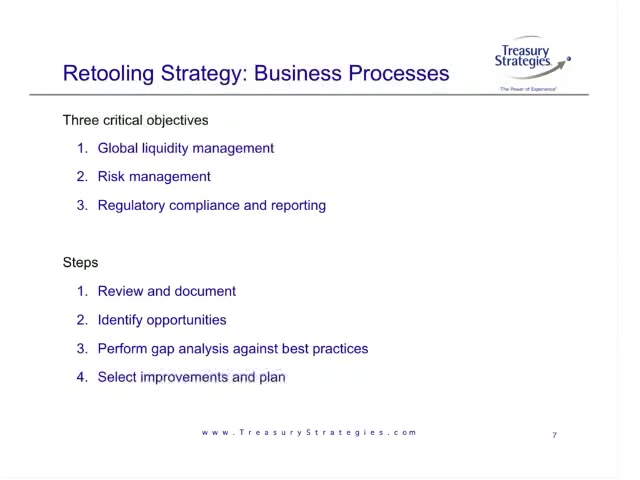 Treasury
Strategies
"The Power of Experience"
Retooling Strategy: Business Processes
Three critical objectives
1. Global liquidity management
2. Risk management
3. Regulatory compliance and reporting
Steps
1. Review and document
2. Identify opportunities
3. Perform gap analysis against best practices
4. Select improvements and plan
www.TreasuryStrategies.com
7